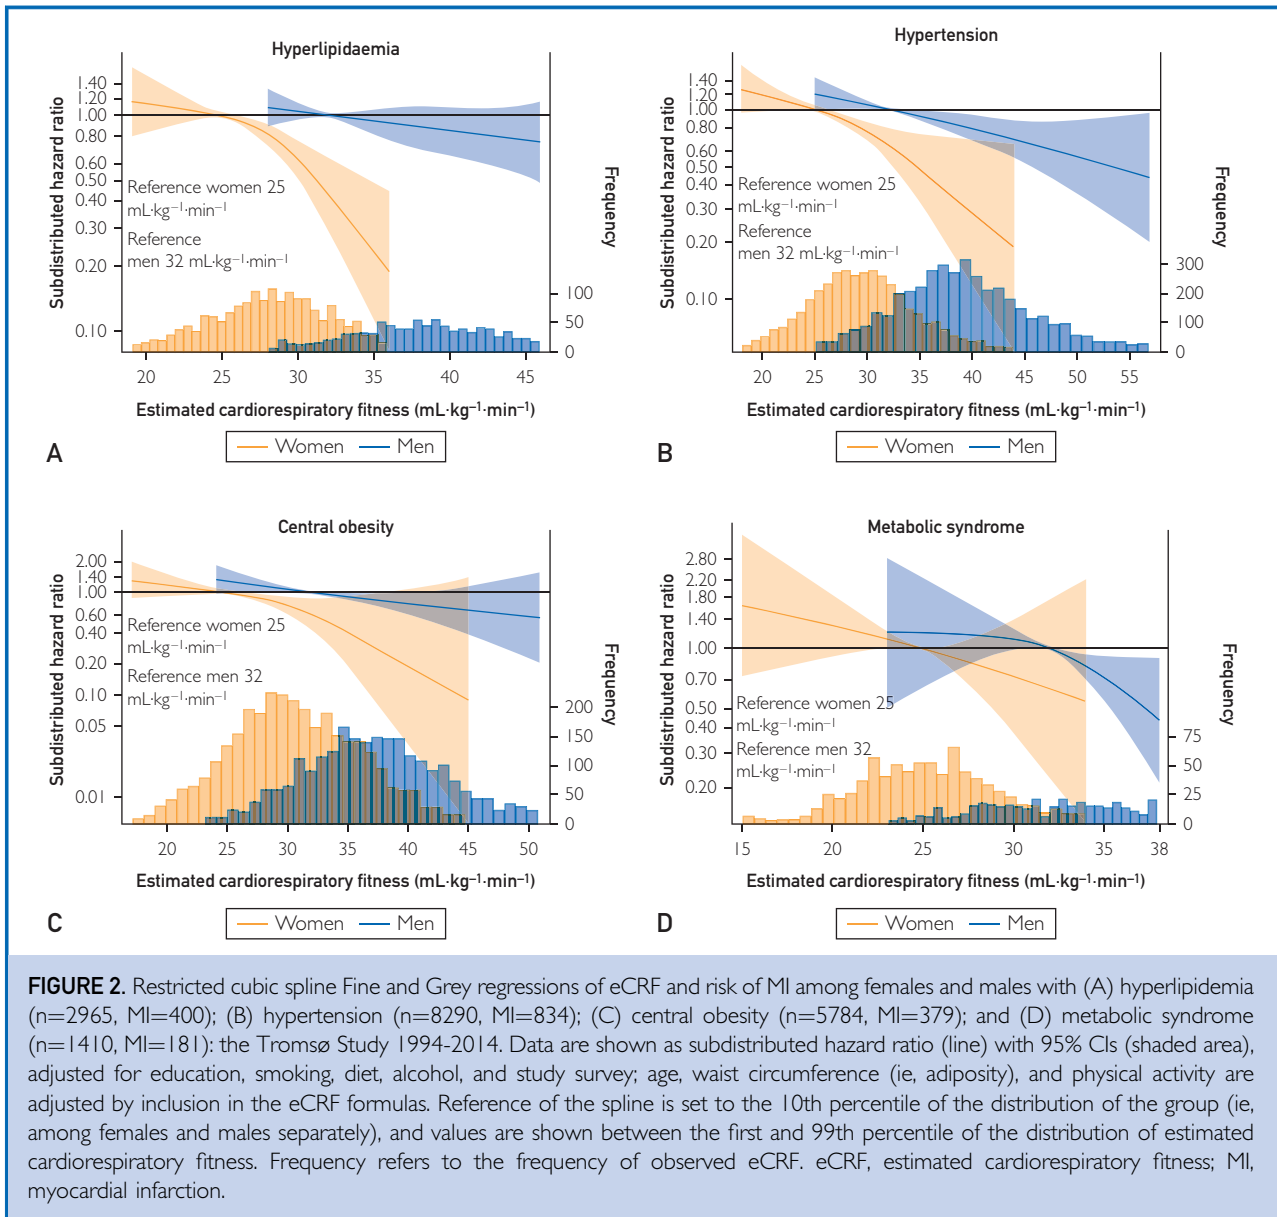 Hyperlipidaemia
Subdistributed hazard ratio
1.40
1.20
1.00
0.80
0.60
0.50
0.40
0.30
0.20
0.10
Reference women 25
mL·kg⁻¹·min⁻¹
Reference
men 32 mL·kg⁻¹·min⁻¹
Frequency
100
50
0
20 25 30 35 40 45
Estimated cardiorespiratory fitness (mL·kg⁻¹·min⁻¹)
A
Women Men
Hypertension
Subdistributed hazard ratio
1.40
1.20
1.00
0.80
0.60
0.50
0.40
0.30
0.20
0.10
Reference women 25
mL·kg⁻¹·min⁻¹
Reference
men 32 mL·kg⁻¹·min⁻¹
Frequency
300
200
100
0
20 25 30 35 40 45 50 55
Estimated cardiorespiratory fitness (mL·kg⁻¹·min⁻¹)
B
Women Men
Central obesity
Subdistributed hazard ratio
2.00
1.40
1.00
0.60
0.40
0.20
0.10
0.05
0.01
Reference women 25
mL·kg⁻¹·min⁻¹
Reference men 32
mL·kg⁻¹·min⁻¹
Frequency
200
150
100
50
0
20 25 30 35 40 45 50
Estimated cardiorespiratory fitness (mL·kg⁻¹·min⁻¹)
C
Women Men
Metabolic syndrome
Subdistributed hazard ratio
2.80
2.20
1.80
1.40
1.00
0.70
0.50
0.40
0.30
0.20
Reference women 25
mL·kg⁻¹·min⁻¹
Reference men 32
mL·kg⁻¹·min⁻¹
Frequency
75
50
25
0
15 20 25 30 35 38
Estimated cardiorespiratory fitness (mL·kg⁻¹·min⁻¹)
D
Women Men
FIGURE 2. Restricted cubic spline Fine and Grey regressions of eCRF and risk of MI among females and males with (A) hyperlipidemia
(n=2965, MI=400); (B) hypertension (n=8290, MI=834); (C) central obesity (n=5784, MI=379); and (D) metabolic syndrome
(n=1410, MI=181): the Tromsø Study 1994-2014. Data are shown as subdistributed hazard ratio (line) with 95% CIs (shaded area),
adjusted for education, smoking, diet, alcohol, and study survey; age, waist circumference (ie, adiposity), and physical activity are
adjusted by inclusion in the eCRF formulas. Reference of the spline is set to the 10th percentile of the distribution of the group (ie,
among females and males separately), and values are shown between the first and 99th percentile of the distribution of estimated
cardiorespiratory fitness. Frequency refers to the frequency of observed eCRF. eCRF, estimated cardiorespiratory fitness; MI,
myocardial infarction.